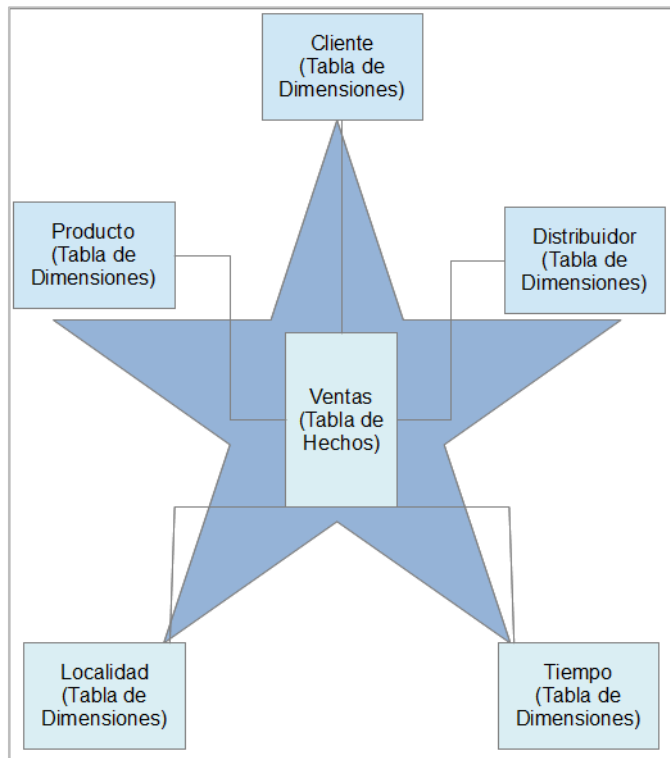 Cliente
(Tabla de
Dimensiones)
Producto
(Tabla de
Dimensiones)
Distribuidor
(Tabla de
Dimensiones)
Ventas
(Tabla de
Hechos)
Localidad
(Tabla de
Dimensiones)
Tiempo
(Tabla de
Dimensiones)